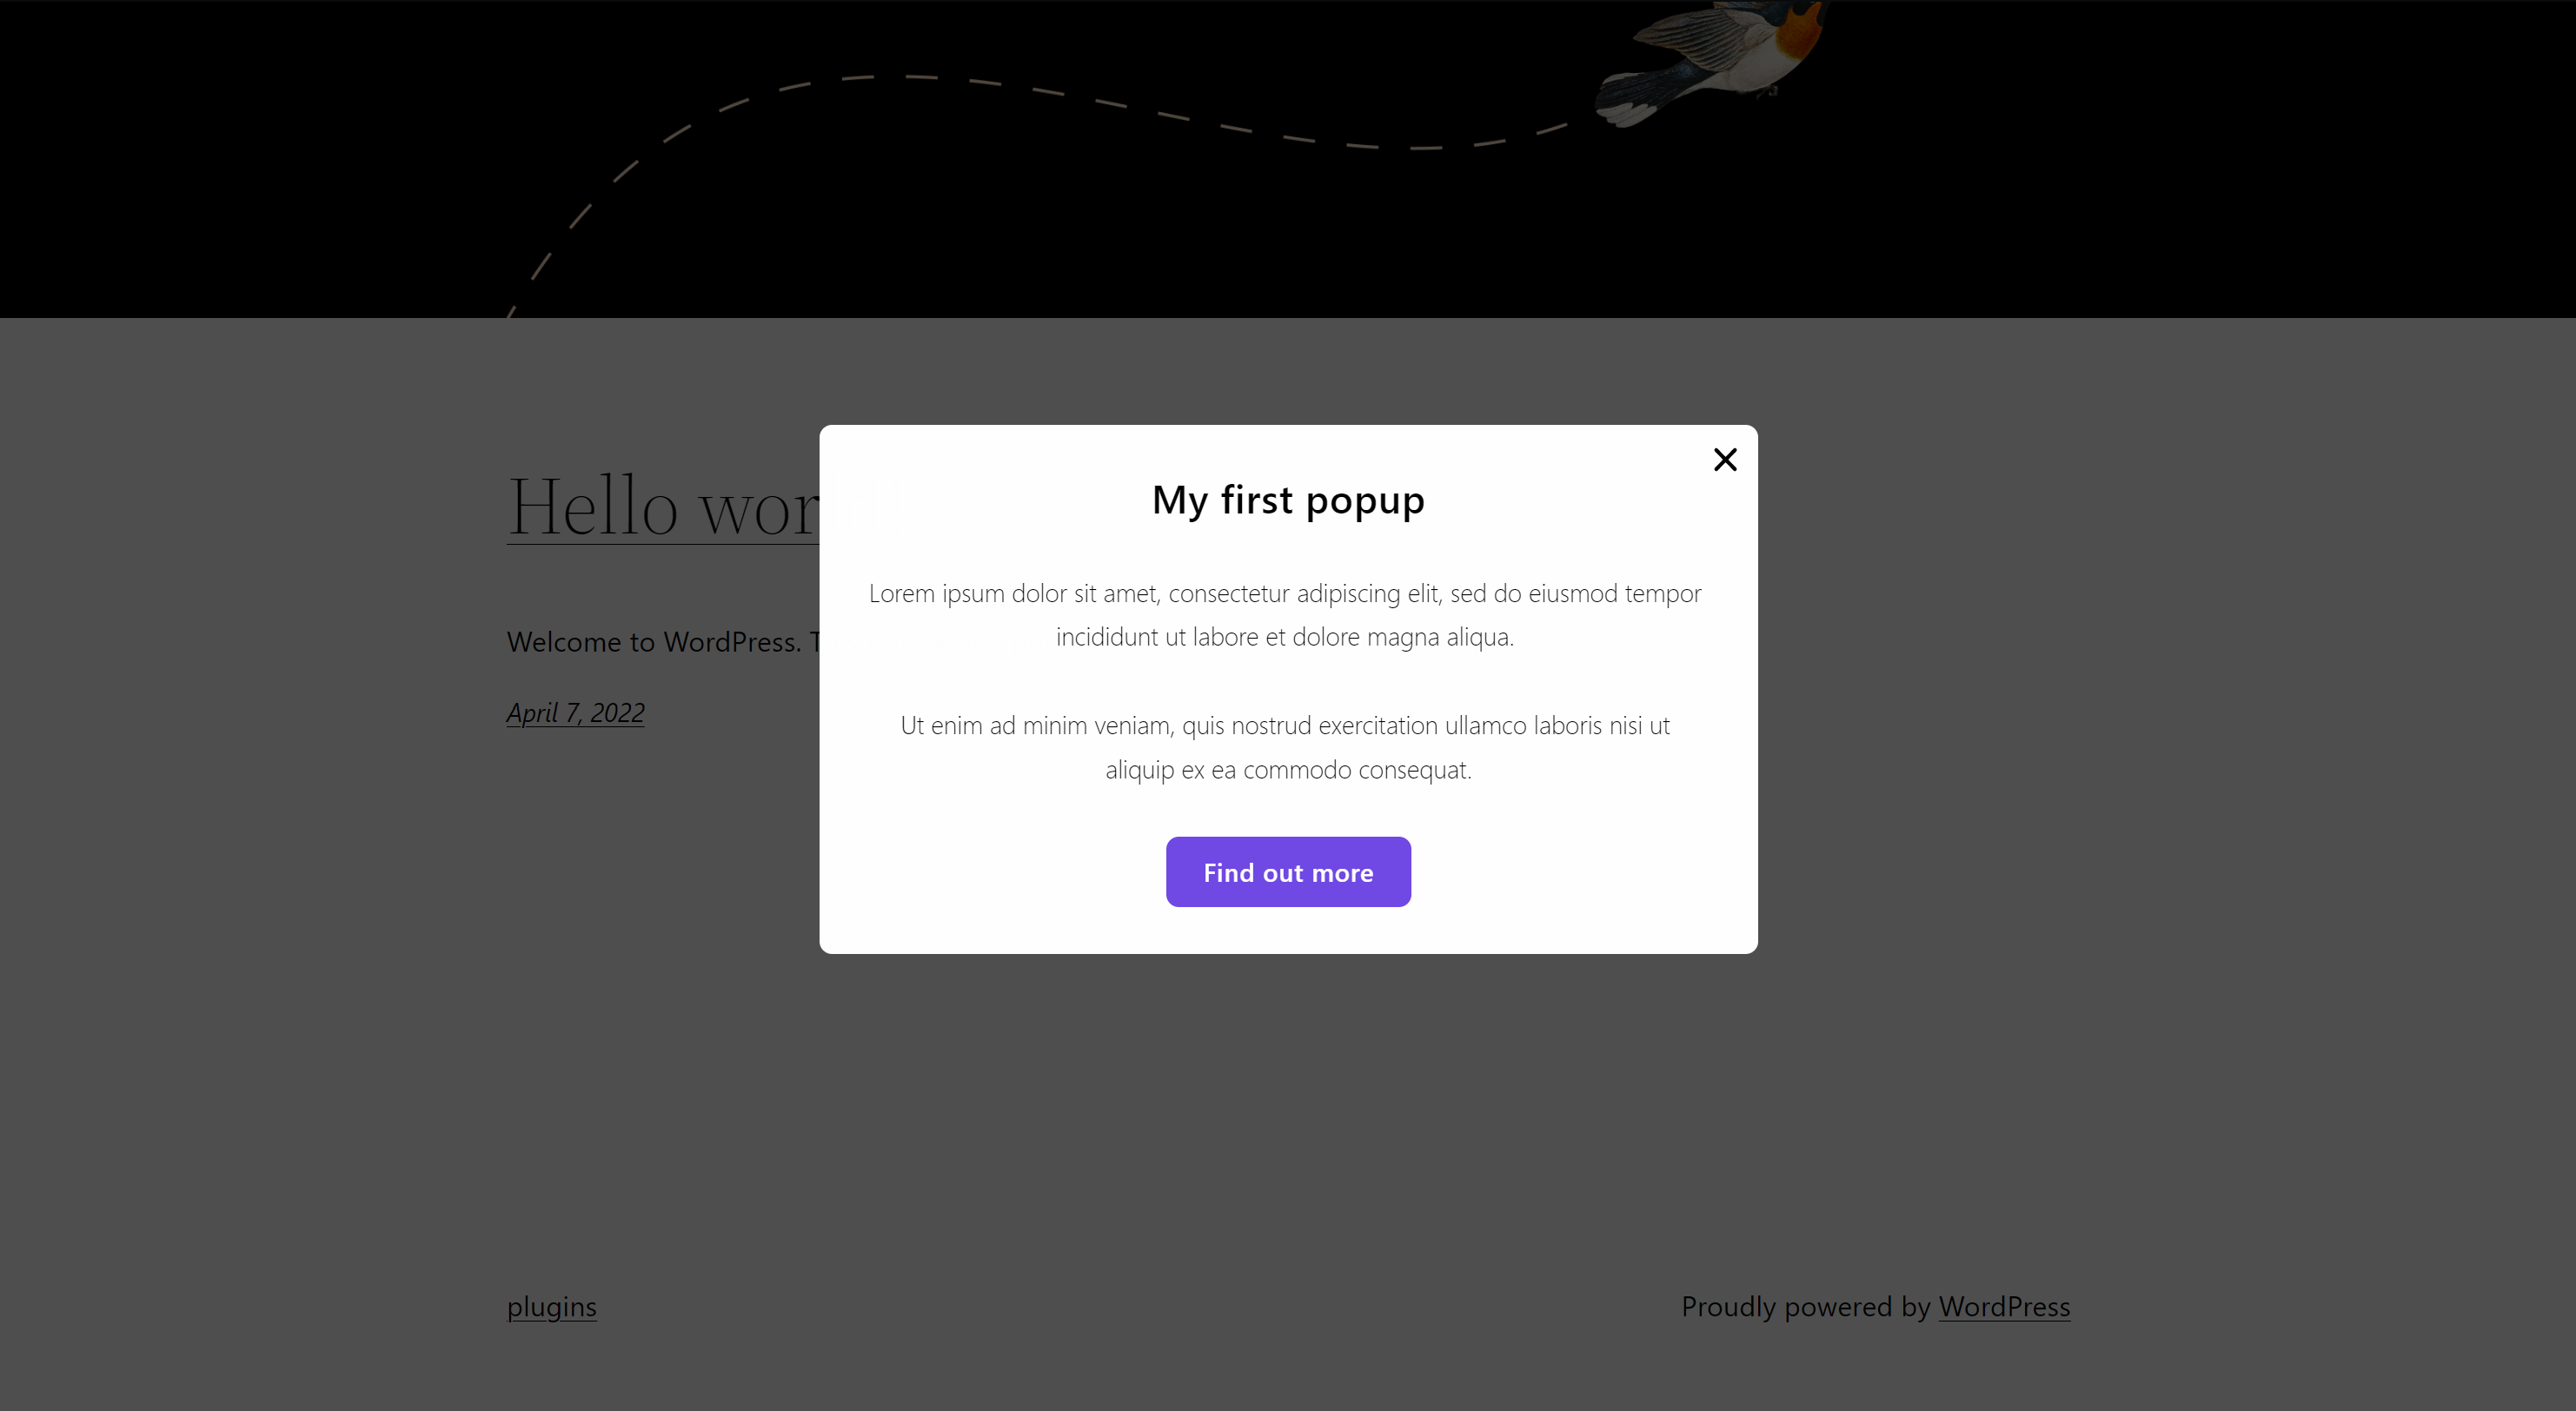 Hello wor
My first popup
Lorem ipsum dolor sit amet, consectetur adipiscing elit, sed do eiusmod tempor
incididunt ut labore et dolore magna aliqua.
Welcome to WordPress. T
April 7, 2022
Ut enim ad minim veniam, quis nostrud exercitation ullamco laboris nisi ut
aliquip ex ea commodo consequat.
Find out more
plugins
Proudly powered by WordPress